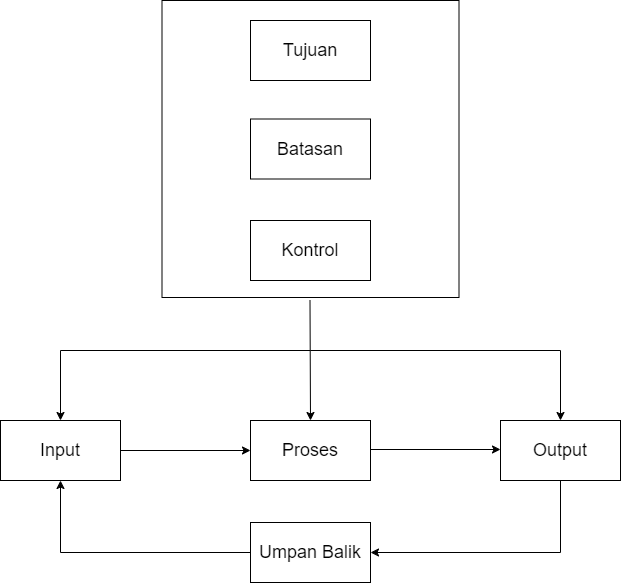 Tujuan
Batasan
Kontrol
Input
Proses
Output
Umpan Balik